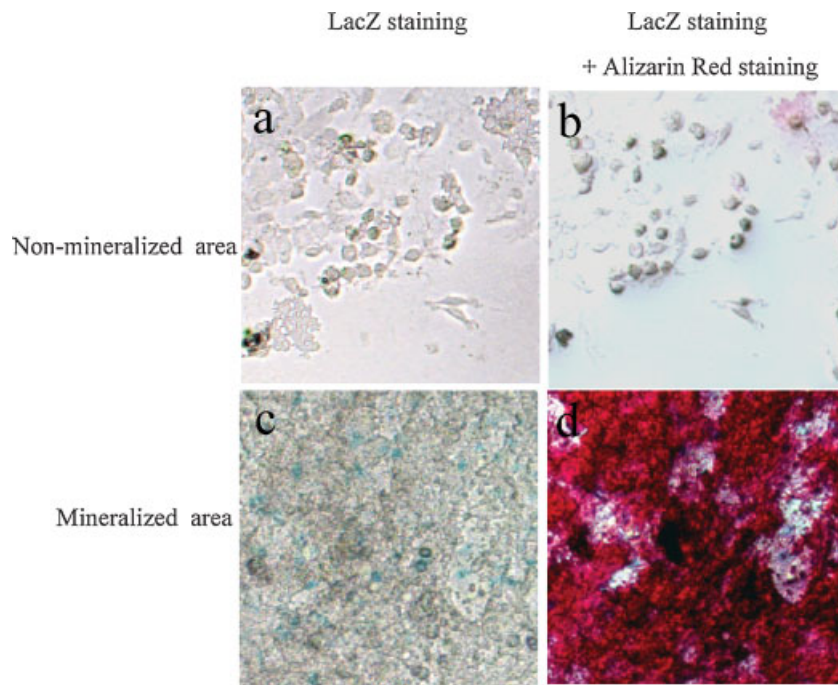 LacZ staining
LacZ staining
+ Alizarin Red staining
a
b
Non-mineralized area
c
d
Mineralized area